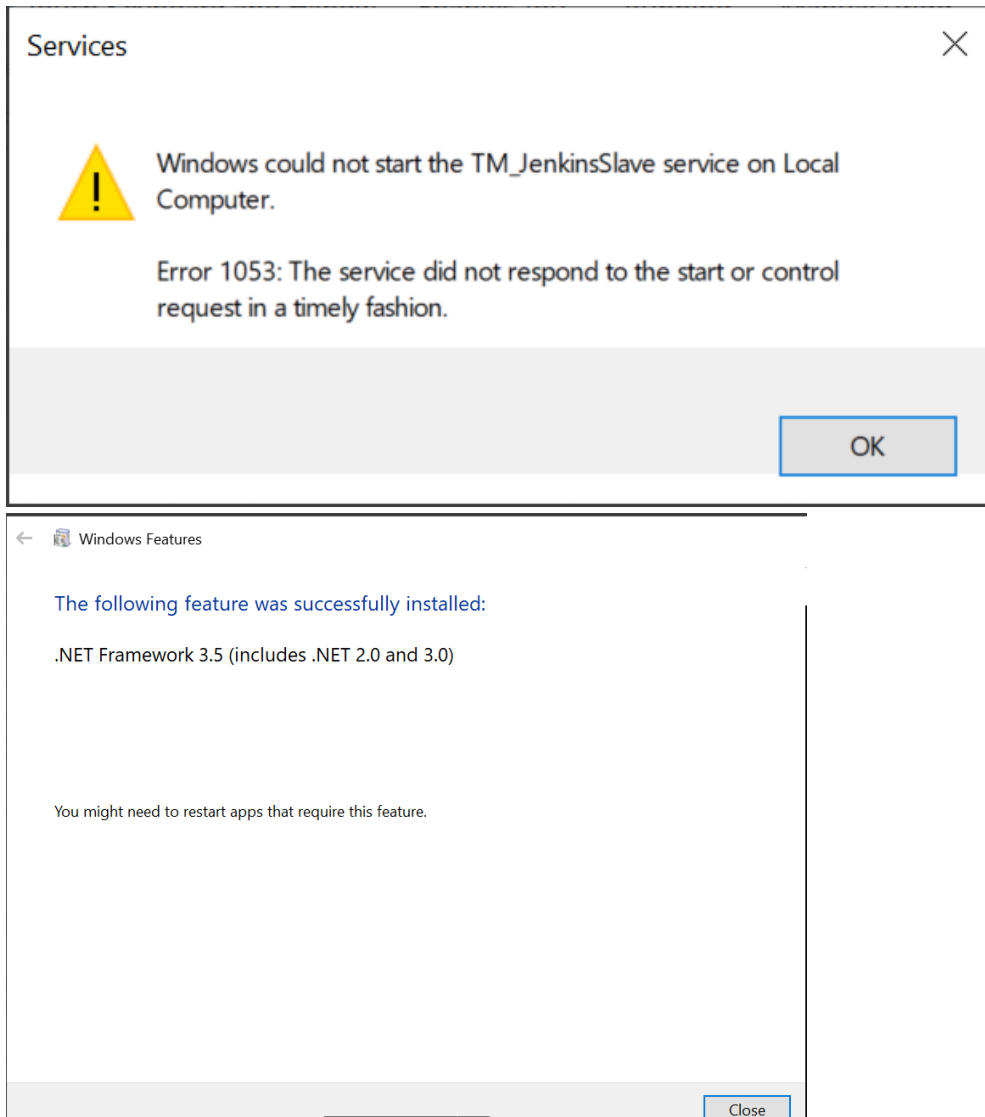 Services
Windows could not start the TM_JenkinsSlave service on Local
Computer.
Error 1053: The service did not respond to the start or control
request in a timely fashion.
OK
Windows Features
The following feature was successfully installed:
.NET Framework 3.5 (includes .NET 2.0 and 3.0)
You might need to restart apps that require this feature.
Close